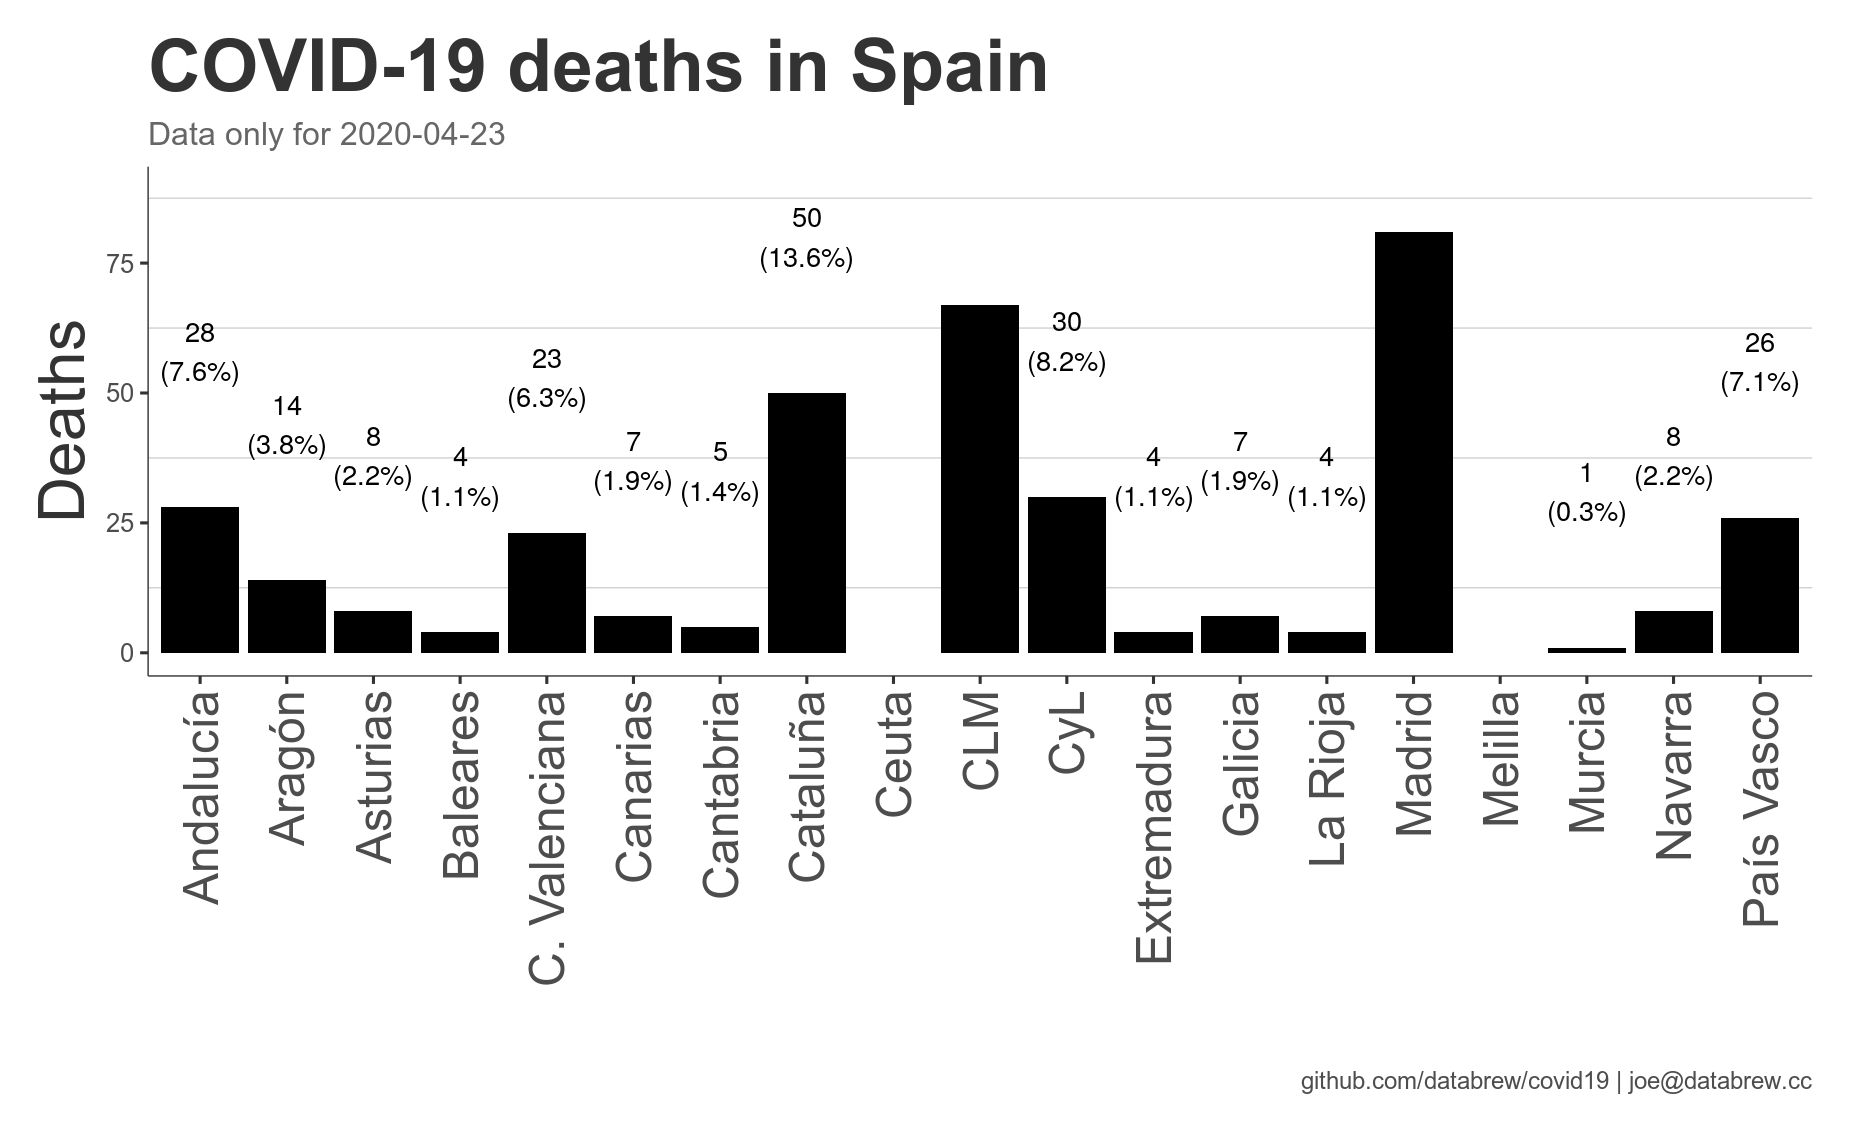 COVID-19 deaths in Spain
Data only for 2020-04-23
Deaths
75
50
25
0
28
(7.6%)
14
(3.8%)
8
(2.2%)
4
(1.1%)
23
(6.3%)
7
(1.9%)
5
(1.4%)
50
(13.6%)
30
(8.2%)
4
(1.1%)
7
(1.9%)
4
(1.1%)
1
(0.3%)
8
(2.2%)
26
(7.1%)
Andalucía
Aragón
Asturias
Baleares
C. Valenciana
Canarias
Cantabria
Cataluña
Ceuta
CLM
CyL
Extremadura
Galicia
La Rioja
Madrid
Melilla
Murcia
Navarra
País Vasco
github.com/databrew/covid19 | joe@databrew.cc